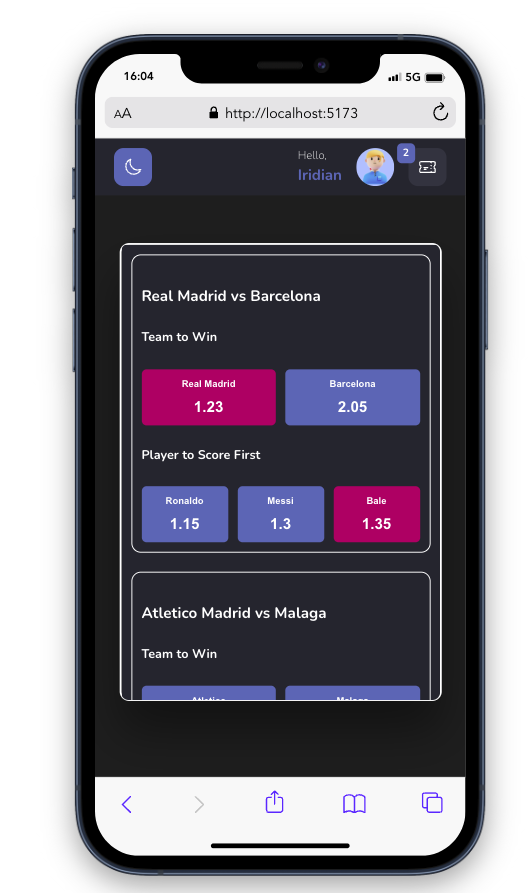 16:04
5G
AA http://localhost:5173
Hello,
Iridian
2
Real Madrid vs Barcelona
Team to Win
Real Madrid Barcelona
1.23 2.05
Player to Score First
Ronaldo Messi Bale
1.15 1.3 1.35
Atletico Madrid vs Malaga
Team to Win
Atletico Malaga